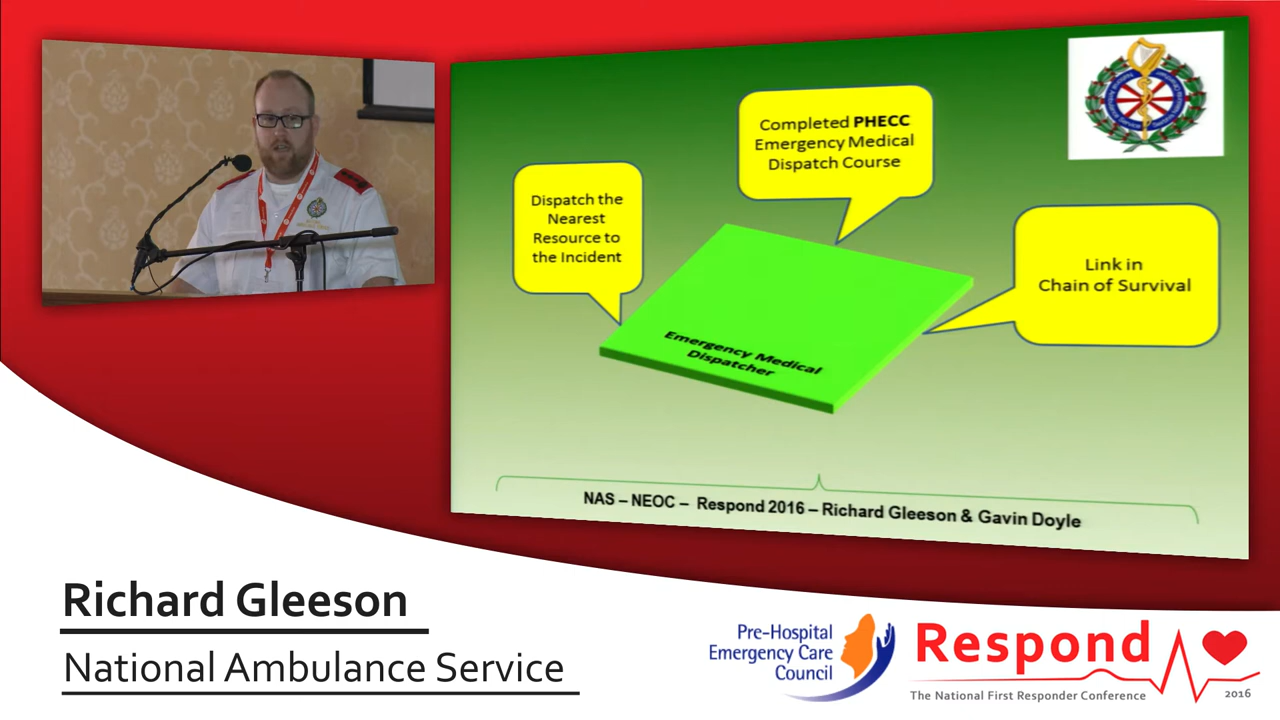 Completed PHECC
Emergency Medical
Dispatch Course
Dispatch the
Nearest
Resource to
the Incident
Link in
Chain of Survival
Emergency Medical
Dispatcher
NAS – NEOC – Respond 2016 – Richard Gleeson & Gavin Doyle
Richard Gleeson
National Ambulance Service
Pre-Hospital
Emergency Care
Council
Respond
The National First Responder Conference
2016